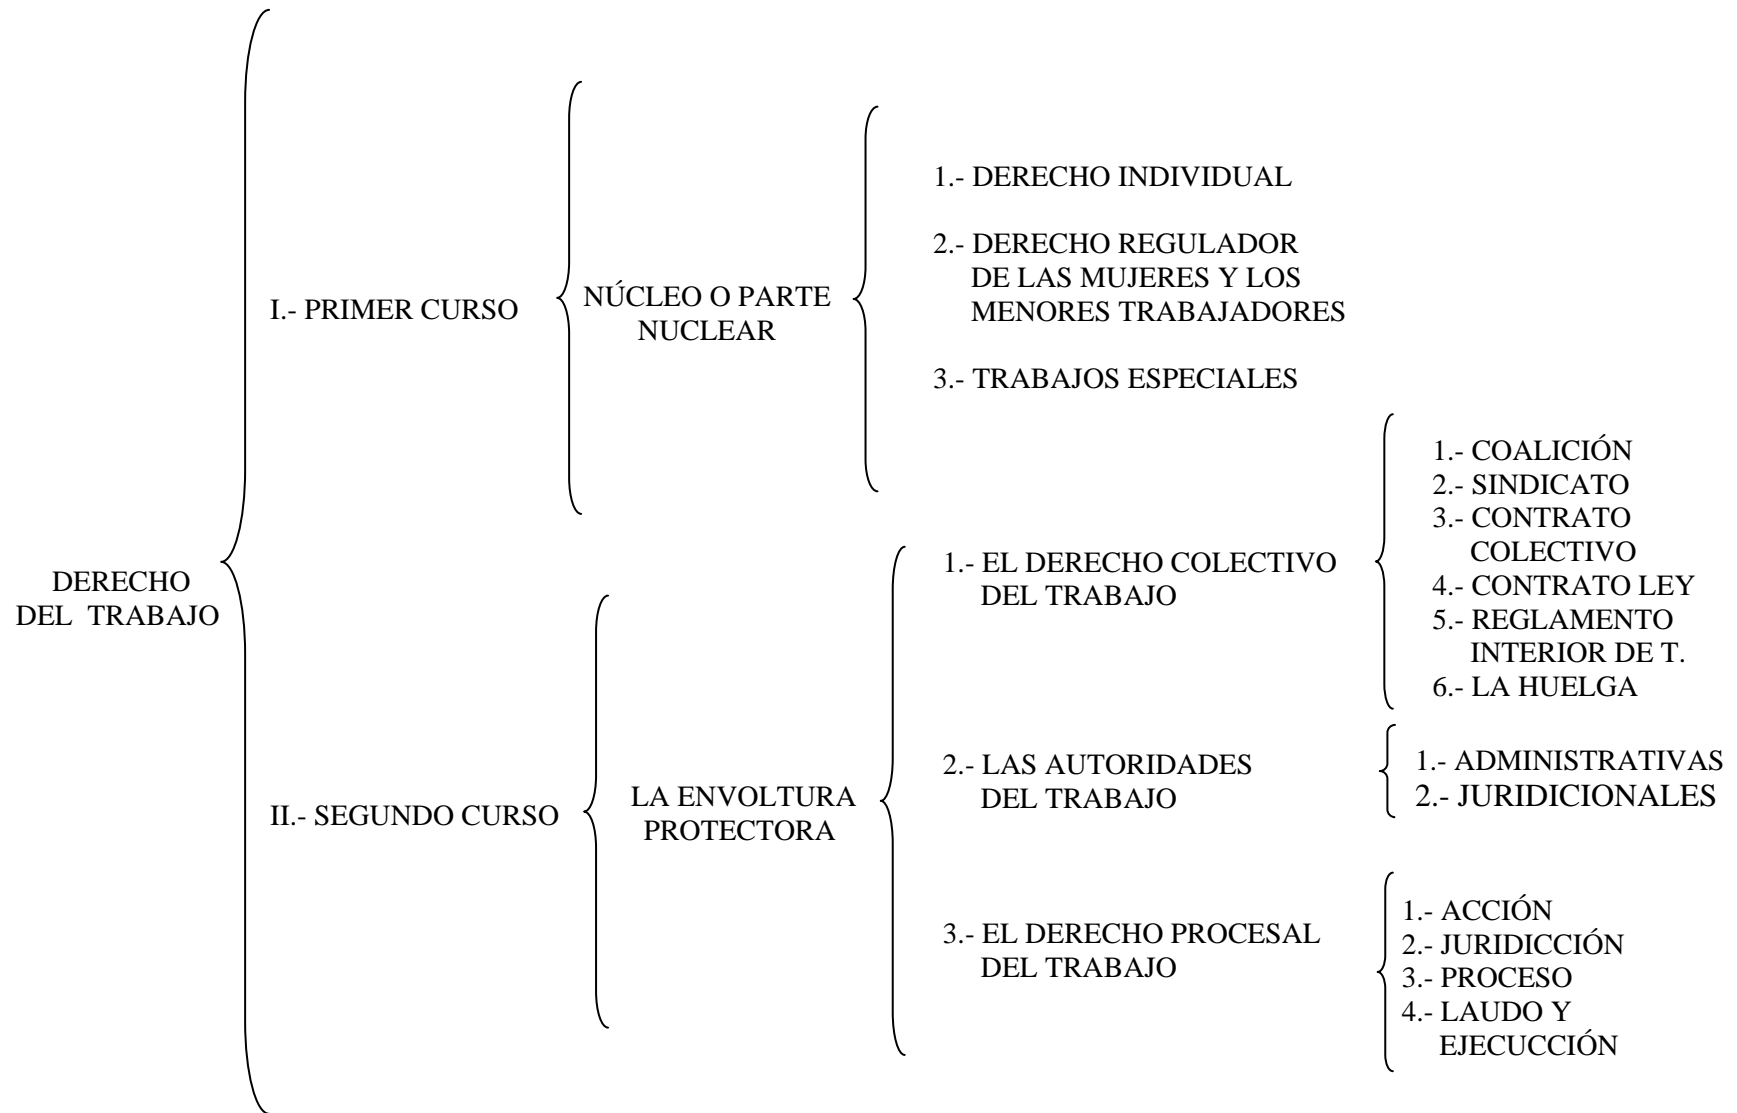 DERECHO
DEL TRABAJO
I.- PRIMER CURSO
NÚCLEO O PARTE
NUCLEAR
1.- DERECHO INDIVIDUAL
2.- DERECHO REGULADOR
DE LAS MUJERES Y LOS
MENORES TRABAJADORES
3.- TRABAJOS ESPECIALES
II.- SEGUNDO CURSO
LA ENVOLTURA
PROTECTORA
1.- EL DERECHO COLECTIVO
DEL TRABAJO
1.- COALICIÓN
2.- SINDICATO
3.- CONTRATO
COLECTIVO
4.- CONTRATO LEY
5.- REGLAMENTO
INTERIOR DE T.
6.- LA HUELGA
2.- LAS AUTORIDADES
DEL TRABAJO
1.- ADMINISTRATIVAS
2.- JURIDICIONALES
3.- EL DERECHO PROCESAL
DEL TRABAJO
1.- ACCIÓN
2.- JURIDICCIÓN
3.- PROCESO
4.- LAUDO Y
EJECUCCIÓN